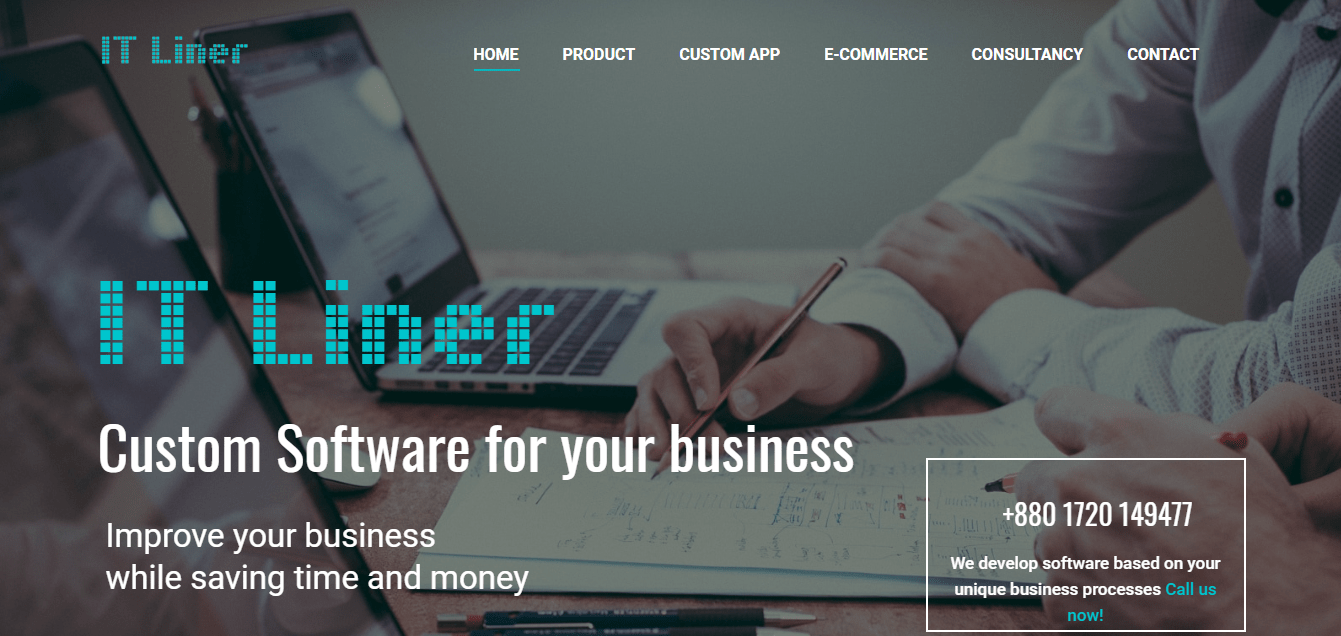 IT Liner
HOME PRODUCT CUSTOM APP E-COMMERCE CONSULTANCY CONTACT
IT Liner
Custom Software for your business
Improve your business
while saving time and money
+880 1720 149477
We develop software based on your
unique business processes Call us
now!